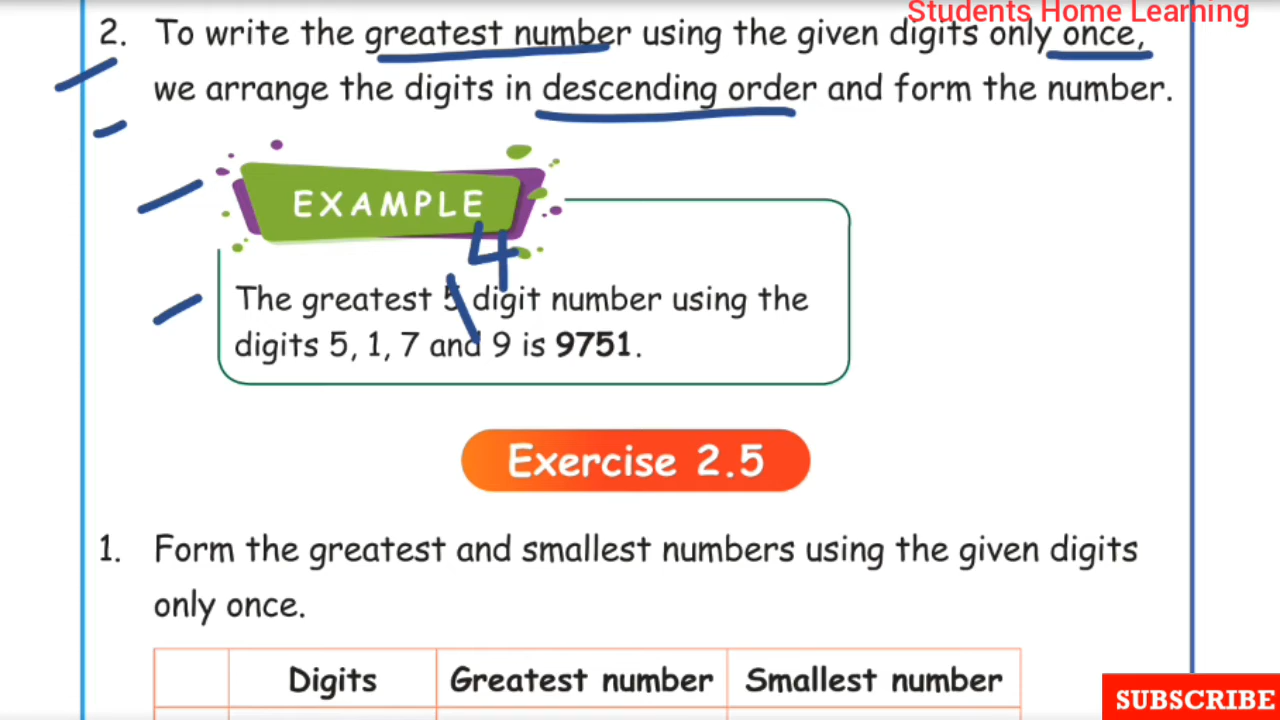 Students Home Learning
2. To write the greatest number using the given digits only once,
we arrange the digits in descending order and form the number.
EXAMPLE
4
The greatest 5 digit number using the
digits 5, 1, 7 and 9 is 9751.
Exercise 2.5
1. Form the greatest and smallest numbers using the given digits
only once.
Digits Greatest number Smallest number
SUBSCRIBE